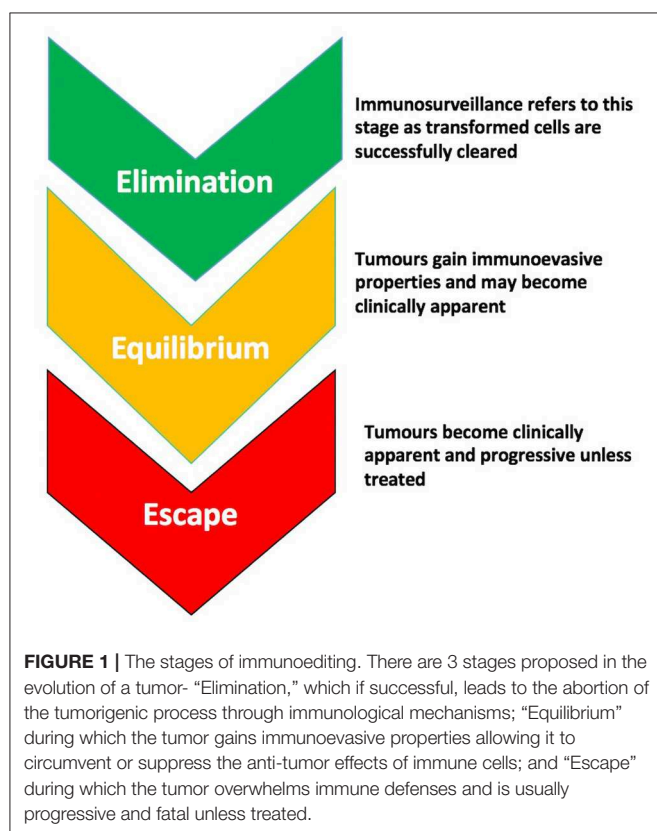 Elimination
Immunosurveillance refers to this
stage as transformed cells are
successfully cleared
Equilibrium
Tumours gain immunoevasive
properties and may become
clinically apparent
Escape
Tumours become clinically
apparent and progressive unless
treated
FIGURE 1 | The stages of immunoediting. There are 3 stages proposed in the
evolution of a tumor- “Elimination,” which if successful, leads to the abortion of
the tumorigenic process through immunological mechanisms; “Equilibrium”
during which the tumor gains immunoevasive properties allowing it to
circumvent or suppress the anti-tumor effects of immune cells; and “Escape”
during which the tumor overwhelms immune defenses and is usually
progressive and fatal unless treated.